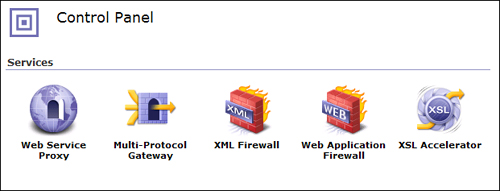 Control Panel
Services
XML
WEB
XSL
Web Service
Proxy
Multi-Protocol
Gateway
XML Firewall
Web Application
Firewall
XSL Accelerator